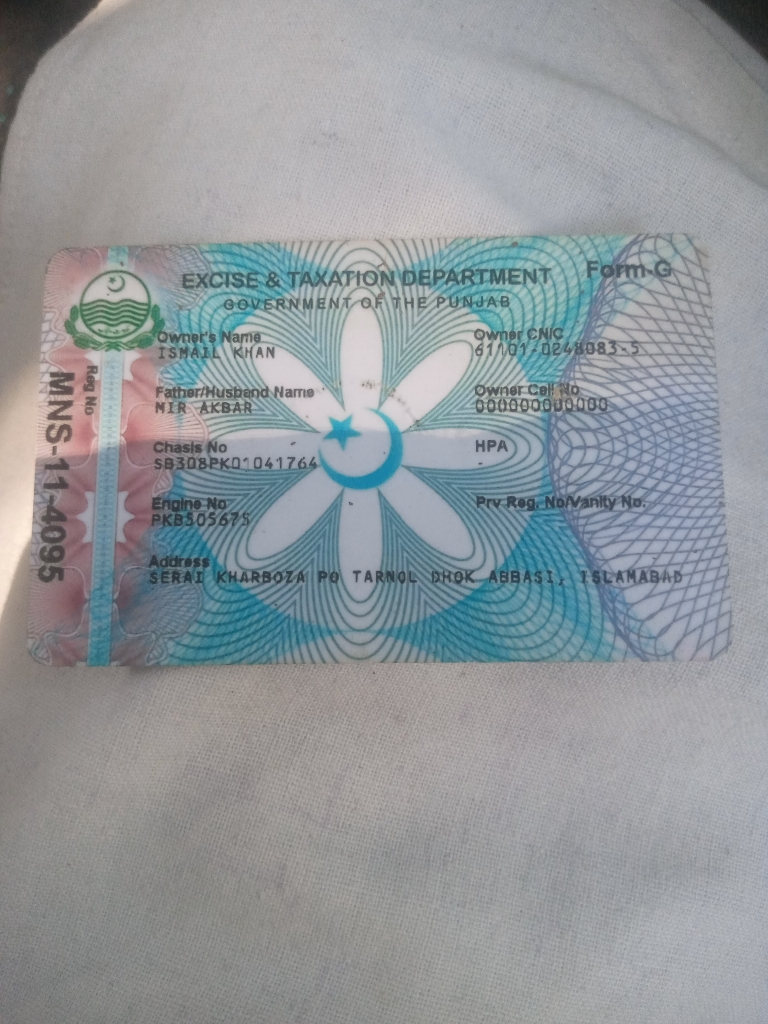 EXCISE & TAXATION DEPARTMENT
Form-G
GOVERNMENT OF THE PUNJAB
Owner's Name
ISMAIL KHAN
Owner CNIC
61101-0248083-5
Father/Husband Name
MIR AKBAR
Owner Cell No
000000000000
Chasis No
SB308PK01041764
HPA
Engine No
PKB505675
Prv Reg. No/Vanity No.
Address
SERAI KHARBOZA PO TARNOL DHOK ABBASI, ISLAMABAD
Reg No
MNS-11-4095